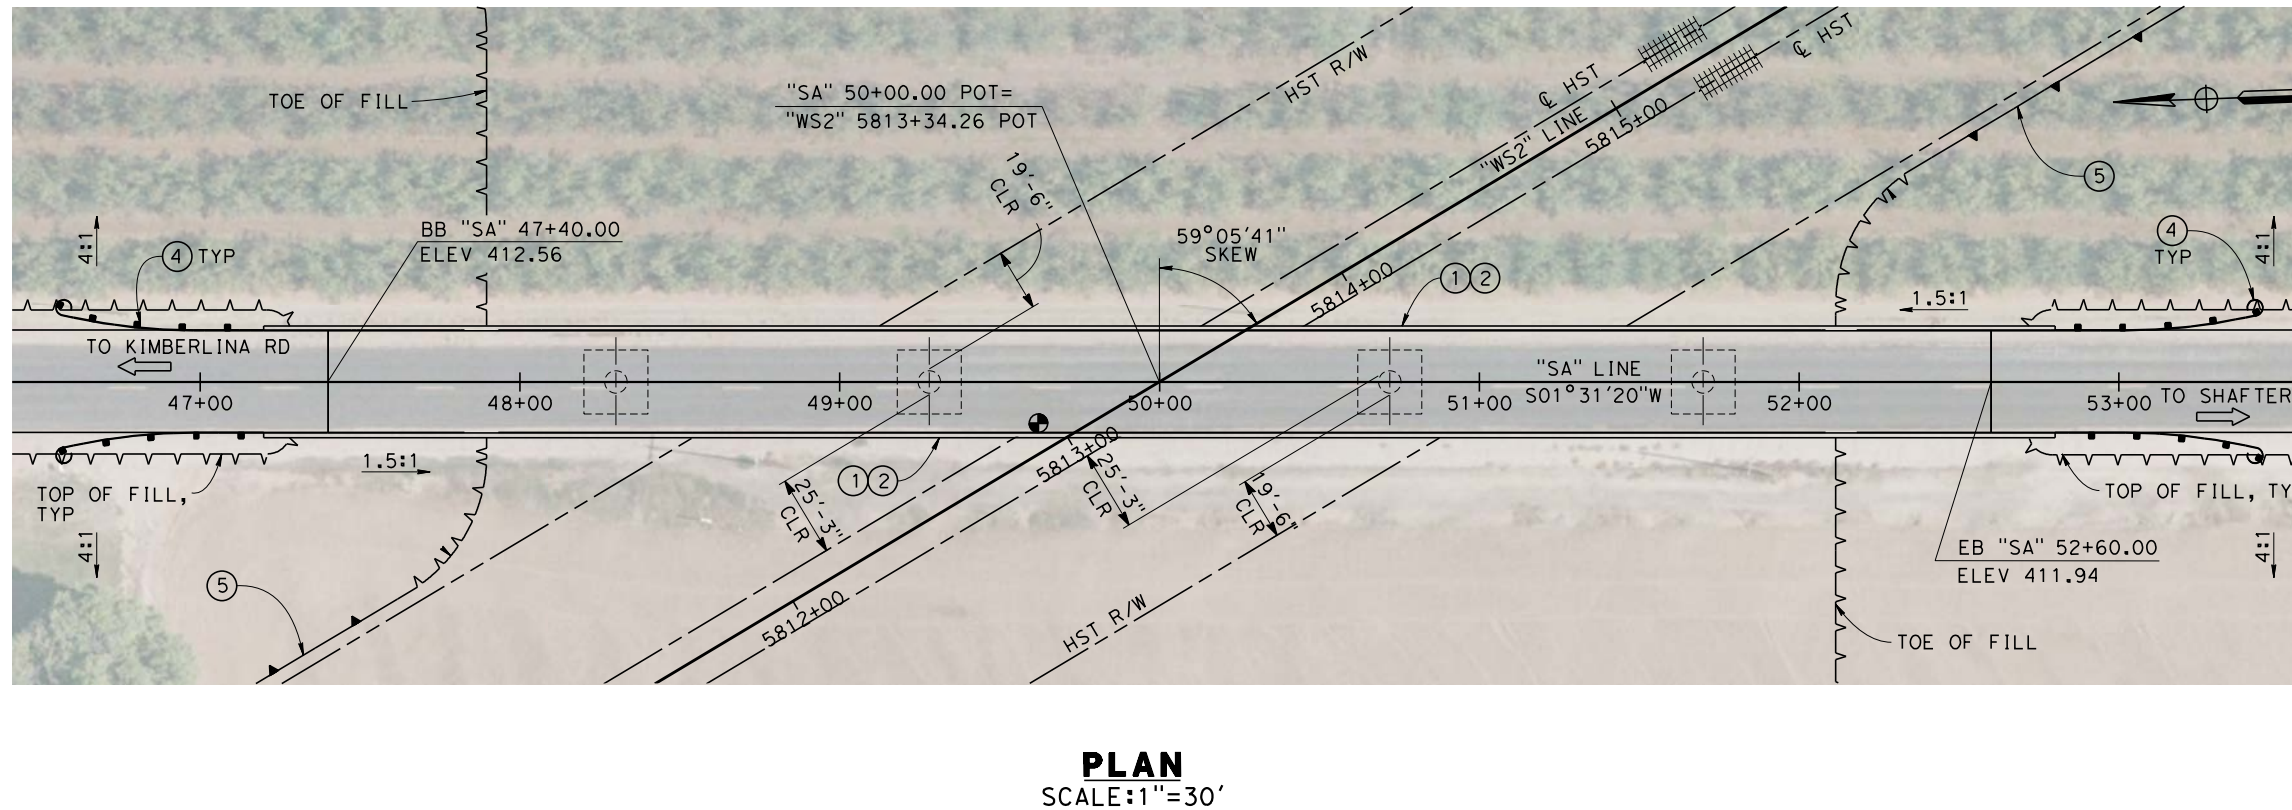 HST R/W
℄ HST
℄ HST
"WS2" LINE
5815+00
TOE OF FILL
"SA" 50+00.00 POT=
"WS2" 5813+34.26 POT
19'-6"
CLR
5
BB "SA" 47+40.00
ELEV 412.56
59°05'41"
SKEW
4:1
4 TYP
4
TYP
4:1
1 2
5814+00
1.5:1
TO KIMBERLINA RD
"SA" LINE
S01°31'20"W
47+00
48+00
49+00
50+00
51+00
52+00
53+00
TO SHAFTER
5813+00
1.5:1
1 2
25'-3"
CLR
25'-3"
CLR
19'-6"
CLR
TOP OF FILL,
TYP
TOP OF FILL, TY
4:1
4:1
EB "SA" 52+60.00
ELEV 411.94
5
5812+00
HST R/W
TOE OF FILL
PLAN
SCALE:1"=30'